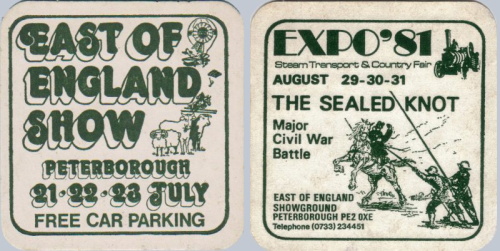 EAST OF
ENGLAND
SHOW
PETERBOROUGH
21·22·23 JULY
FREE CAR PARKING
EXPO'81
Steam Transport & Country Fair
AUGUST 29-30-31
THE SEALED KNOT
Major
Civil War
Battle
EAST OF ENGLAND
SHOWGROUND
PETERBOROUGH PE2 0XE
Telephone (0733) 234451